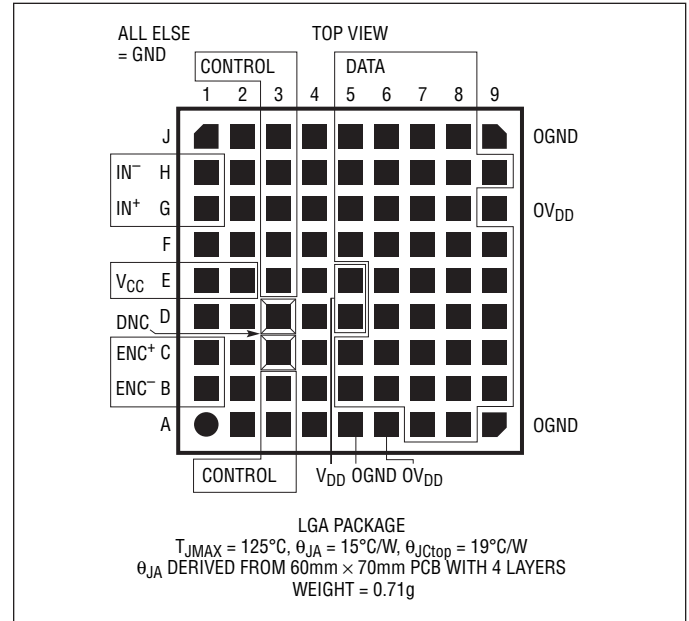 ALL ELSE
= GND
TOP VIEW
CONTROL
DATA
1 2 3 4 5 6 7 8 9
J OGND
IN⁻ H
IN⁺ G OV_DD
F
V_CC E
DNC D
ENC⁺ C
ENC⁻ B
A OGND
CONTROL V_DD OGND OV_DD
LGA PACKAGE
T_JMAX = 125°C, θ_JA = 15°C/W, θ_JCtop = 19°C/W
θ_JA DERIVED FROM 60mm × 70mm PCB WITH 4 LAYERS
WEIGHT = 0.71g